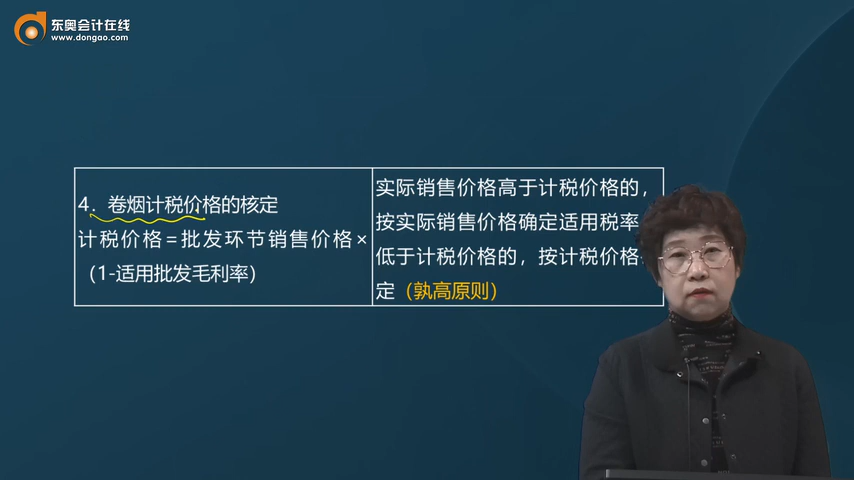 东奥会计在线
www.dongao.com
4．卷烟计税价格的核定
计税价格=批发环节销售价格×
（1-适用批发毛利率）
实际销售价格高于计税价格的，
按实际销售价格确定适用税率
低于计税价格的，按计税价格
定（孰高原则）